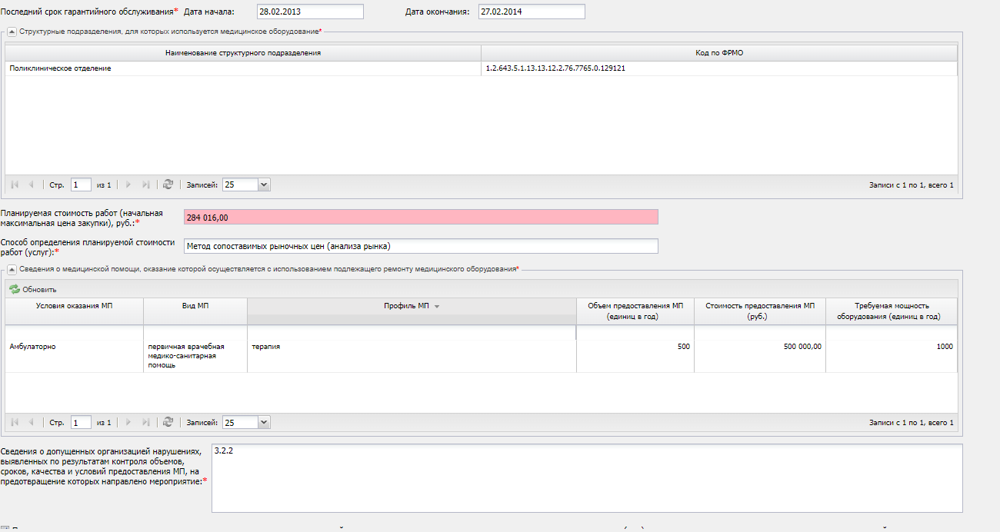 Последний срок гарантийного обслуживания* Дата начала: 28.02.2013 Дата окончания: 27.02.2014
Структурные подразделения, для которых используется медицинское оборудование*
Наименование структурного подразделения Код по ФРМО
Поликлиническое отделение 1.2.643.5.1.13.13.12.2.76.7765.0.129121
Стр. 1 из 1 Записей: 25 Записи с 1 по 1, всего 1
Планируемая стоимость работ (начальная
максимальная цена закупки), руб.:* 284 016,00
Способ определения планируемой стоимости
работ (услуг):* Метод сопоставимых рыночных цен (анализа рынка)
Сведения о медицинской помощи, оказание которой осуществляется с использованием подлежащего ремонту медицинского оборудования*
Обновить
Условия оказания МП Вид МП Профиль МП Объем предоставления МП Стоимость предоставления МП Требуемая мощность
(единиц в год) (руб.) оборудования (единиц в год)
Амбулаторно первичная врачебная терапия 500 500 000,00 1000
медико-санитарная
помощь
Стр. 1 из 1 Записей: 25 Записи с 1 по 1, всего 1
Сведения о допущенных организацией нарушениях, 3.2.2
выявленных по результатам контроля объемов,
сроков, качества и условий предоставления МП, на
предотвращение которых направлено мероприятие:*